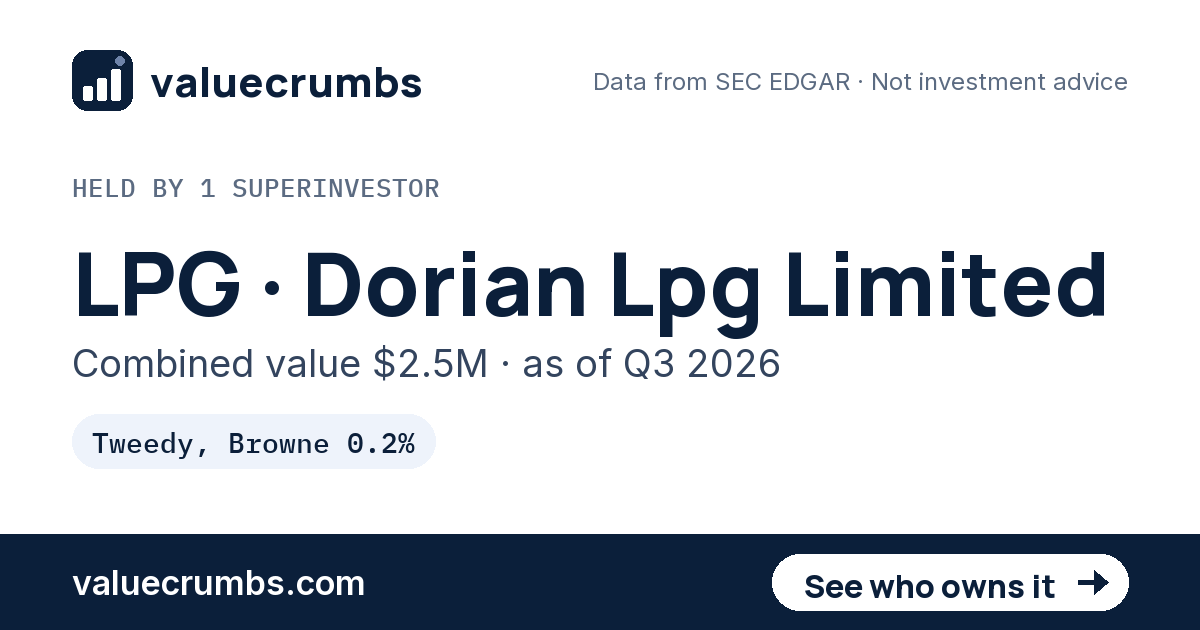 valuecrumbs
Data from SEC EDGAR · Not investment advice
HELD BY 1 SUPERINVESTOR
LPG · Dorian Lpg Limited
Combined value $2.5M · as of Q3 2026
Tweedy, Browne 0.2%
valuecrumbs.com
See who owns it →